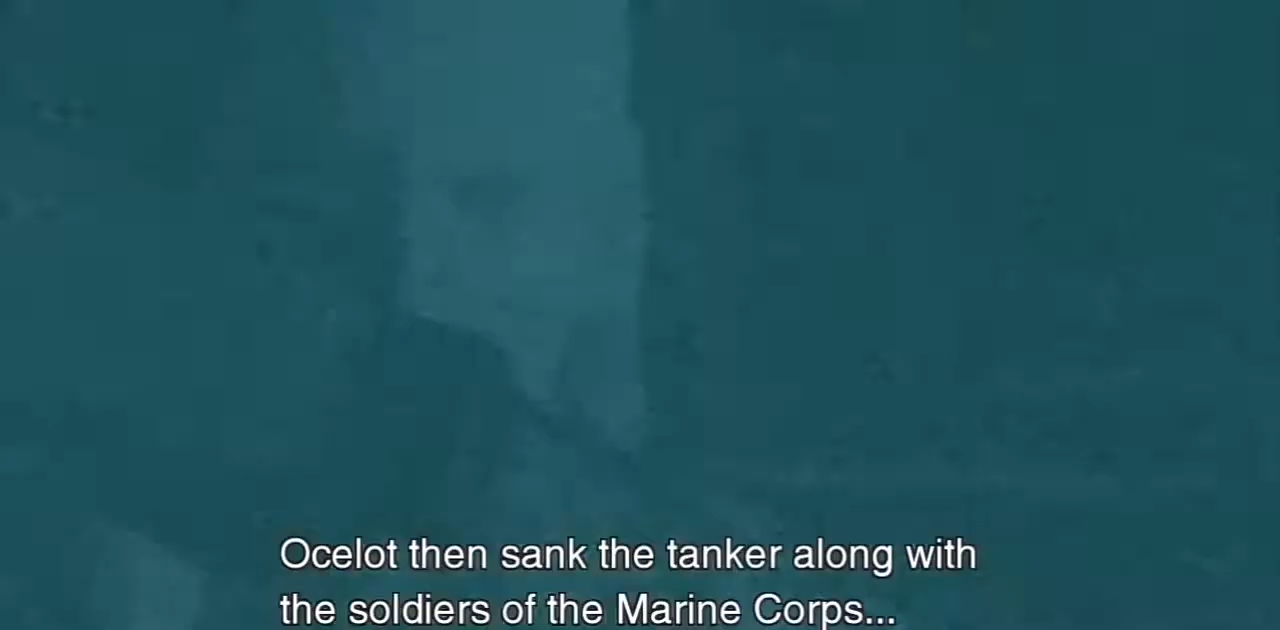 Ocelot then sank the tanker along with
the soldiers of the Marine Corps...